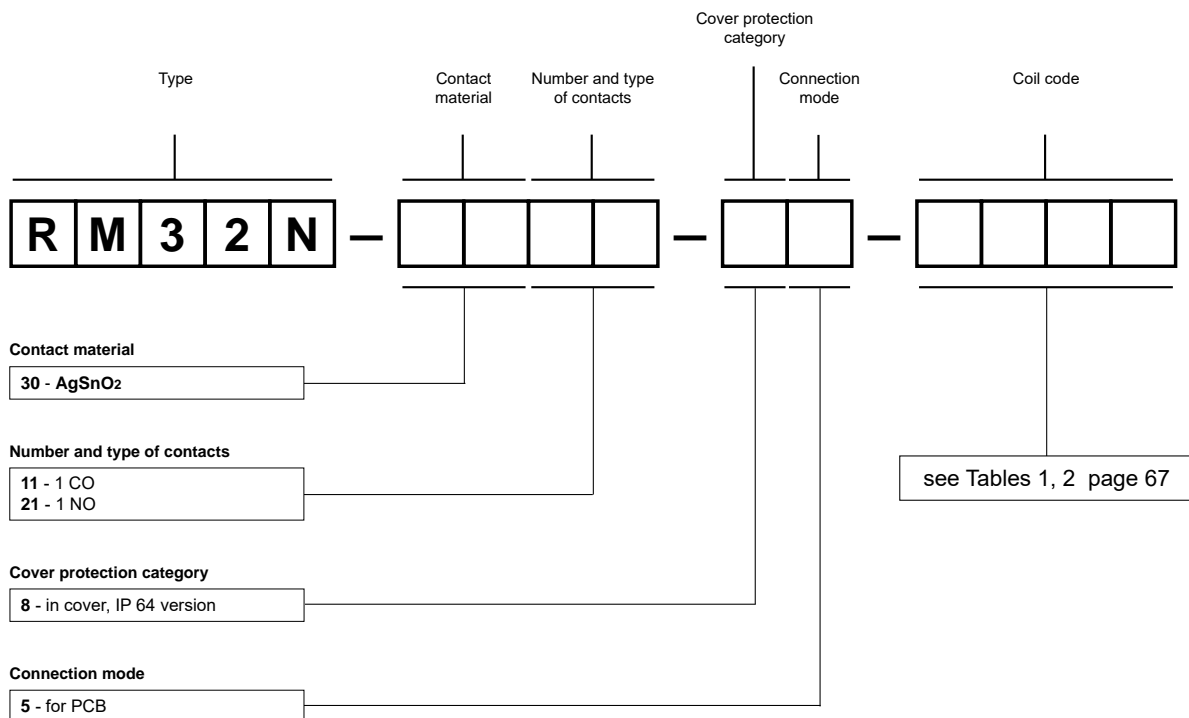 Cover protection
category
Type
Contact
material
Number and type
of contacts
Connection
mode
Coil code
R M 3 2 N – –  –
Contact material
30 - AgSnO2
Number and type of contacts
11 - 1 CO
21 - 1 NO
see Tables 1, 2 page 67
Cover protection category
8 - in cover, IP 64 version
Connection mode
5 - for PCB